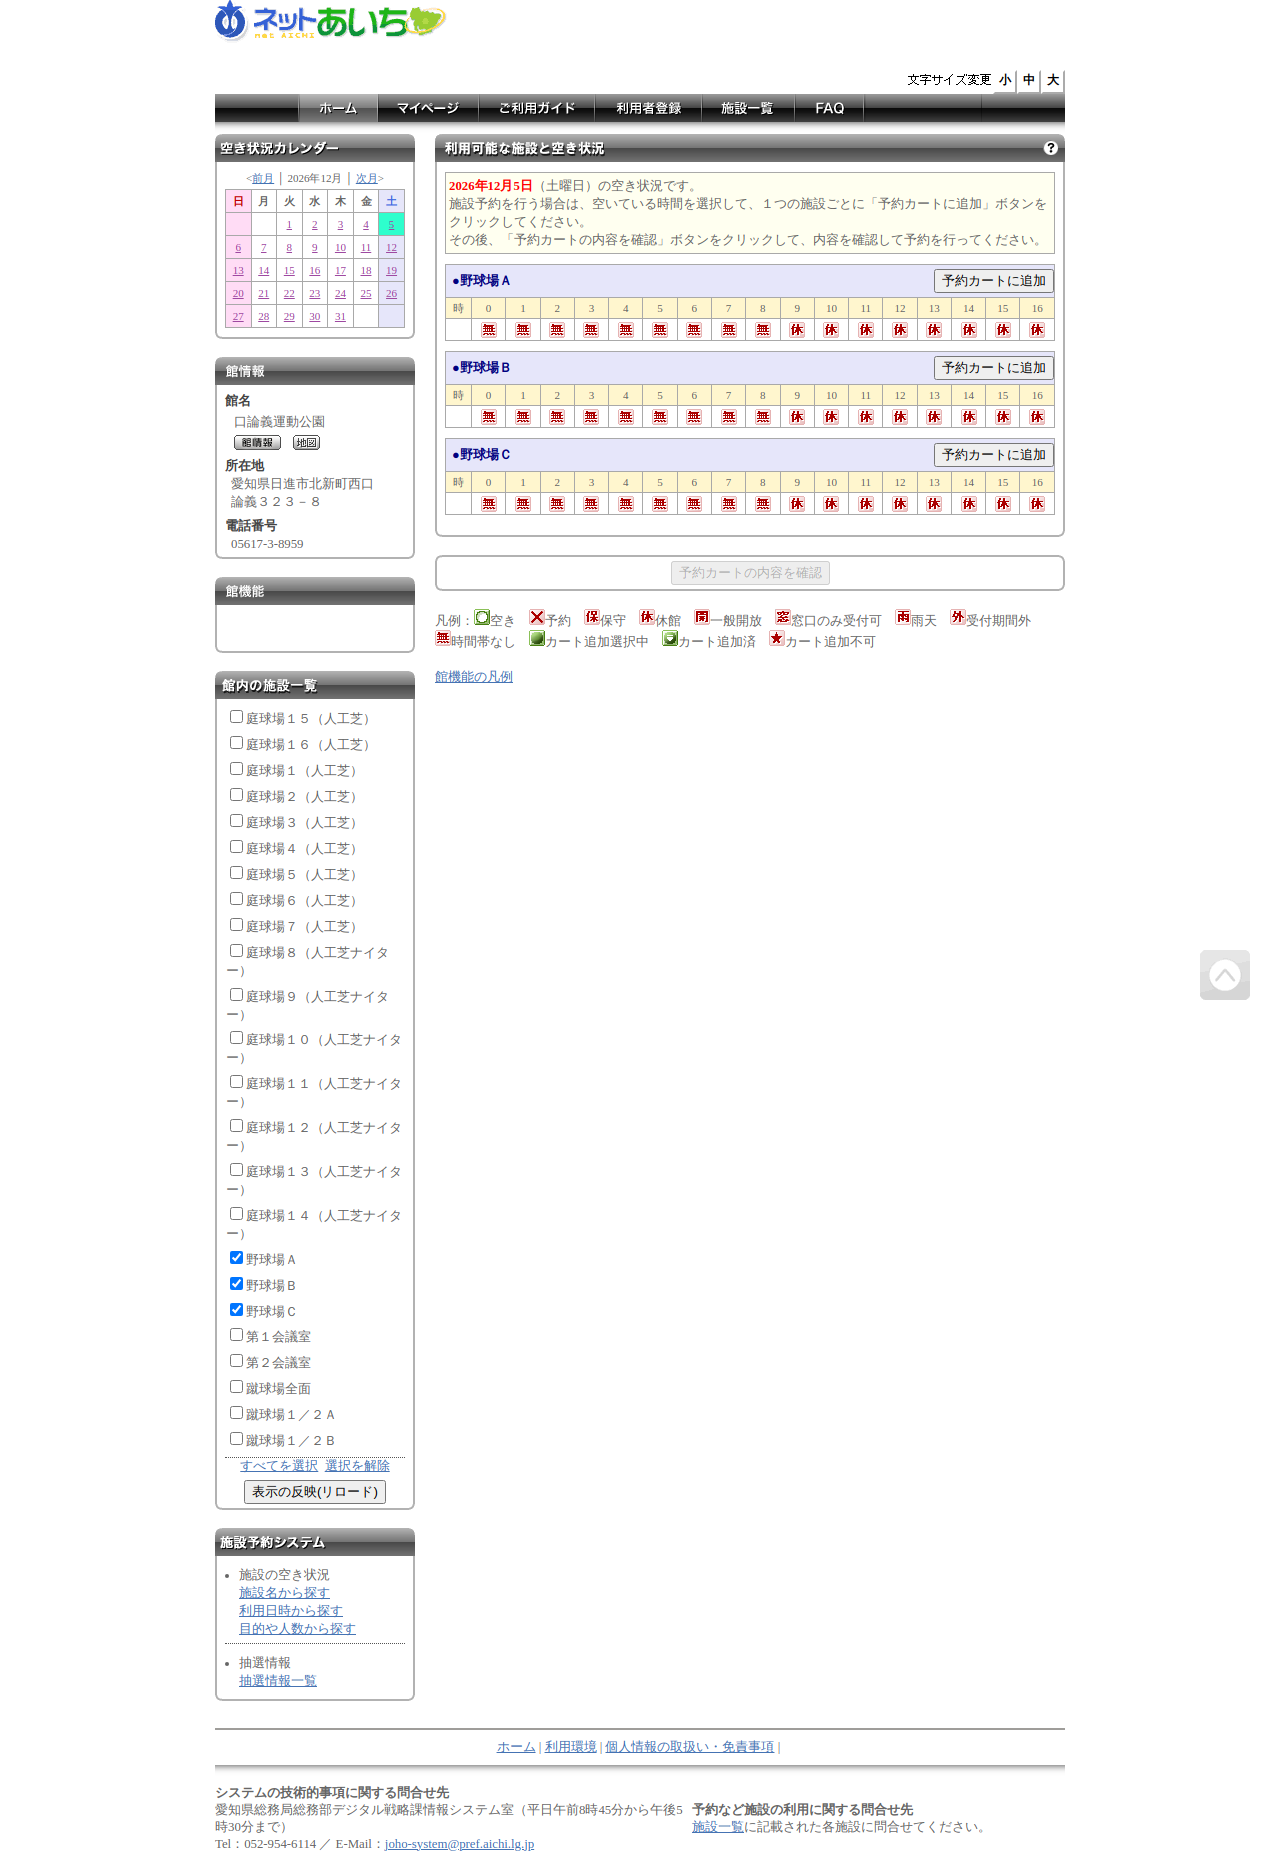 ネットあいち
NET AICHI
文字サイズ変更 小 中 大
ホーム マイページ ご利用ガイド 利用者登録 施設一覧 FAQ
空き状況カレンダー
<前月 │ 2026年12月 │ 次月>
日 月 火 水 木 金 土
1 2 3 4 5
6 7 8 9 10 11 12
13 14 15 16 17 18 19
20 21 22 23 24 25 26
27 28 29 30 31
館情報
館名
口論義運動公園
館情報 地図
所在地
愛知県日進市北新町西口
論義３２３－８
電話番号
05617-3-8959
館機能
館内の施設一覧
庭球場１５（人工芝）
庭球場１６（人工芝）
庭球場１（人工芝）
庭球場２（人工芝）
庭球場３（人工芝）
庭球場４（人工芝）
庭球場５（人工芝）
庭球場６（人工芝）
庭球場７（人工芝）
庭球場８（人工芝ナイタ
ー）
庭球場９（人工芝ナイタ
ー）
庭球場１０（人工芝ナイタ
ー）
庭球場１１（人工芝ナイタ
ー）
庭球場１２（人工芝ナイタ
ー）
庭球場１３（人工芝ナイタ
ー）
庭球場１４（人工芝ナイタ
ー）
野球場Ａ
野球場Ｂ
野球場Ｃ
第１会議室
第２会議室
蹴球場全面
蹴球場１／２Ａ
蹴球場１／２Ｂ
すべてを選択 選択を解除
表示の反映(リロード)
施設予約システム
施設の空き状況
施設名から探す
利用日時から探す
目的や人数から探す
抽選情報
抽選情報一覧
利用可能な施設と空き状況 ?
2026年12月5日（土曜日）の空き状況です。
施設予約を行う場合は、空いている時間を選択して、１つの施設ごとに「予約カートに追加」ボタンを
クリックしてください。
その後、「予約カートの内容を確認」ボタンをクリックして、内容を確認して予約を行ってください。
●野球場Ａ 予約カートに追加
時 0 1 2 3 4 5 6 7 8 9 10 11 12 13 14 15 16
無 無 無 無 無 無 無 無 無 休 休 休 休 休 休 休 休
●野球場Ｂ 予約カートに追加
時 0 1 2 3 4 5 6 7 8 9 10 11 12 13 14 15 16
無 無 無 無 無 無 無 無 無 休 休 休 休 休 休 休 休
●野球場Ｃ 予約カートに追加
時 0 1 2 3 4 5 6 7 8 9 10 11 12 13 14 15 16
無 無 無 無 無 無 無 無 無 休 休 休 休 休 休 休 休
予約カートの内容を確認
凡例：空き 予約 保保守 休休館 開一般開放 窓窓口のみ受付可 雨雨天 外受付期間外
無時間帯なし カート追加選択中 カート追加済 ★カート追加不可
館機能の凡例
ホーム | 利用環境 | 個人情報の取扱い・免責事項 |
システムの技術的事項に関する問合せ先
愛知県総務局総務部デジタル戦略課情報システム室（平日午前8時45分から午後5
時30分まで）
Tel：052-954-6114 ／ E-Mail：joho-system@pref.aichi.lg.jp
予約など施設の利用に関する問合せ先
施設一覧に記載された各施設に問合せてください。